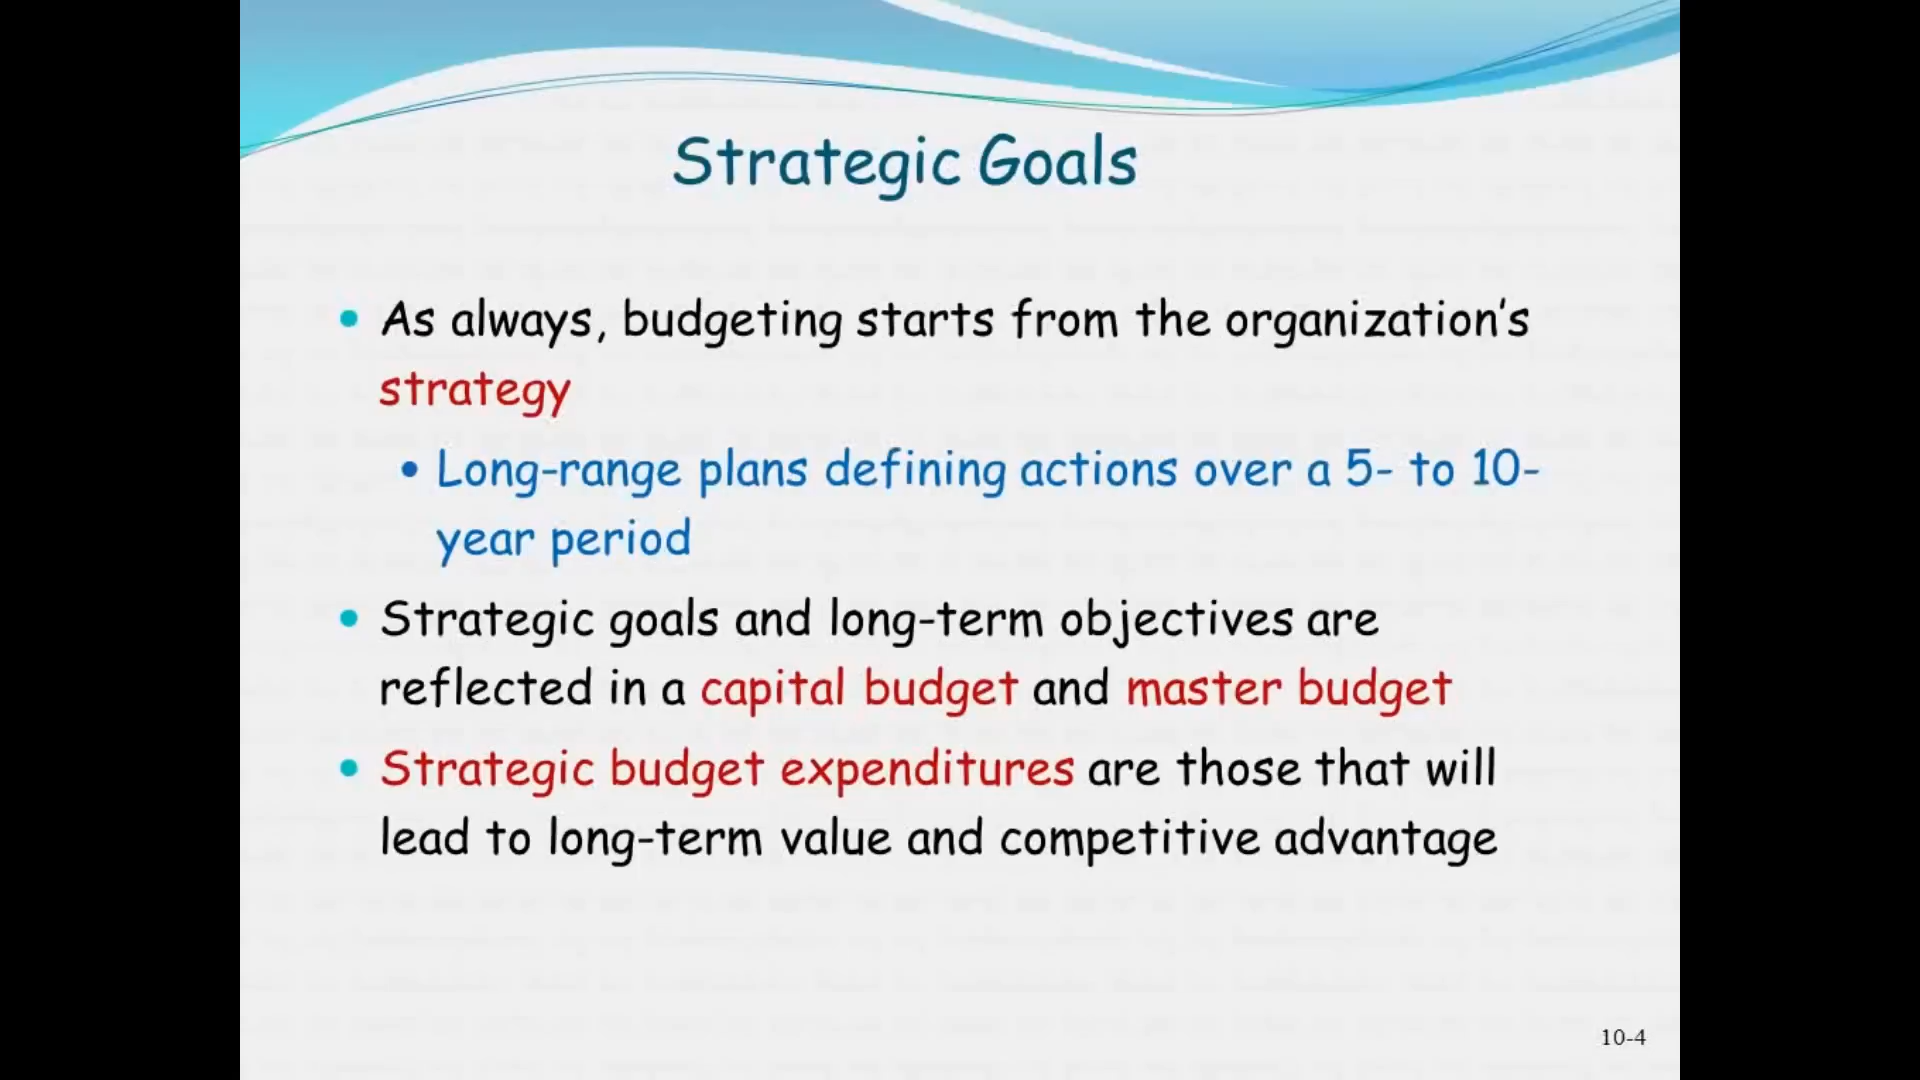 Strategic Goals
• As always, budgeting starts from the organization's
strategy
• Long-range plans defining actions over a 5- to 10-
year period
• Strategic goals and long-term objectives are
reflected in a capital budget and master budget
• Strategic budget expenditures are those that will
lead to long-term value and competitive advantage
10-4